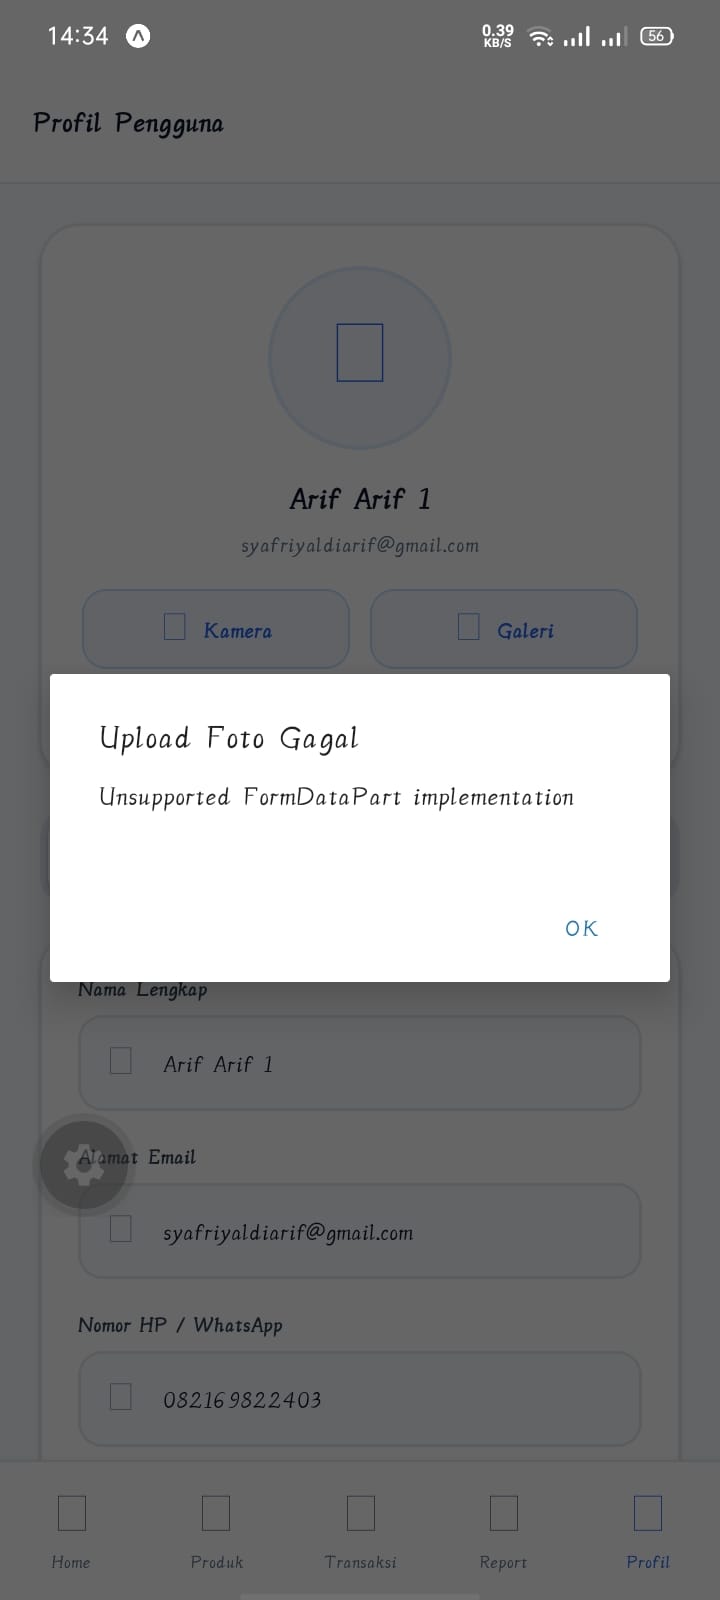 14:34
0.39
KB/S
56
Profil Pengguna
Arif Arif 1
syafriyaldiarif@gmail.com
Kamera
Galeri
Upload Foto Gagal
Unsupported FormDataPart implementation
OK
Nama Lengkap
Arif Arif 1
Alamat Email
syafriyaldiarif@gmail.com
Nomor HP / WhatsApp
082169822403
Home
Produk
Transaksi
Report
Profil